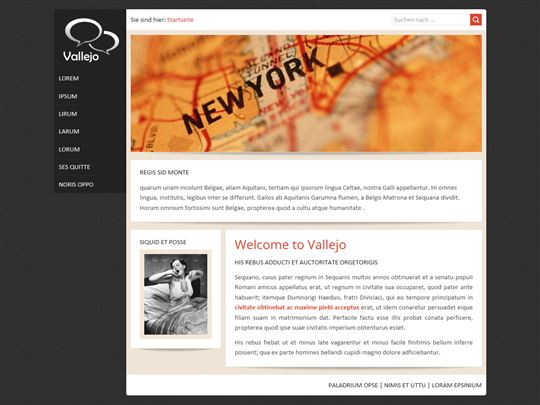 Vallejo
LOREM
IPSUM
LIRUM
LARUM
LORUM
SES QUITTE
NORIS OPPO
Sie sind hier: Startseite
Suchen nach ...
ISLAND
TUNNEL
NEW YORK
BLVD
REGIS SID MONTE
quarum unam incolunt Belgae, aliam Aquitani, tertiam qui ipsorum lingua Celtae, nostra Galli appellantur. Hi omnes
lingua, institutis, legibus inter se differunt. Gallos ab Aquitanis Garumna flumen, a Belgis Matrona et Sequana dividit.
Horum omnium fortissimi sunt Belgae, propterea quod a cultu atque humanitate .
SIQUID ET POSSE
Welcome to Vallejo
HIS REBUS ADDUCTI ET AUCTORITATE ORGETORIGIS
Sequano, cuius pater regnum in Sequanis multos annos obtinuerat et a senatu populi
Romani amicus appellatus erat, ut regnum in civitate sua occuparet, quod pater ante
habuerit; itemque Dumnorigi Haeduo, fratri Diviciaci, qui eo tempore principatum in
civitate obtinebat ac maxime plebi acceptus erat, ut idem conaretur persuadet eique
filiam suam in matrimonium dat. Perfacile factu esse illis probat conata perficere,
propterea quod ipse suae civitatis imperium obtenturus esset.
His rebus fiebat ut et minus late vagarentur et minus facile finitimis bellum inferre
possent; qua ex parte homines bellandi cupidi magno dolore adficiebantur.
PALADRIUM OPSE | NIMIS ET UTTU | LORAM EPSINIUM